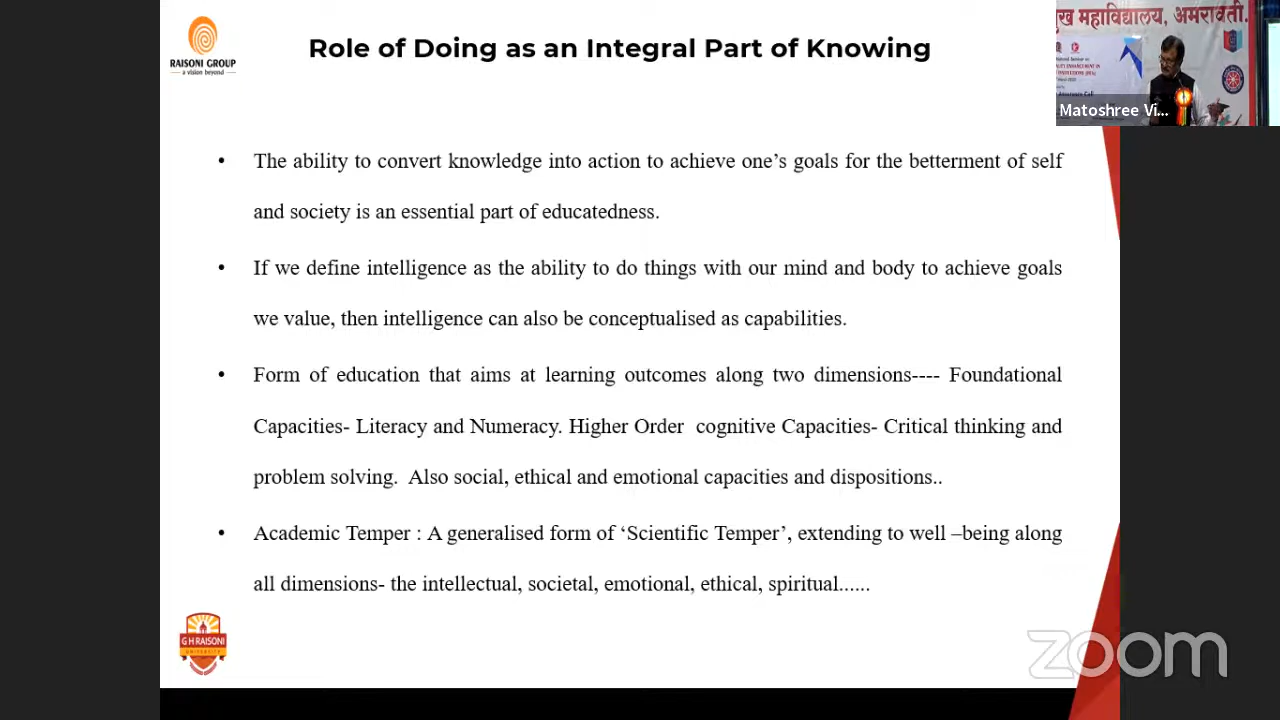 RAISONI GROUP
a vision beyond
Role of Doing as an Integral Part of Knowing
महाविद्यालय, अमरावती.
Matoshree Vi...
• The ability to convert knowledge into action to achieve one’s goals for the betterment of self
and society is an essential part of educatedness.
• If we define intelligence as the ability to do things with our mind and body to achieve goals
we value, then intelligence can also be conceptualised as capabilities.
• Form of education that aims at learning outcomes along two dimensions---- Foundational
Capacities- Literacy and Numeracy. Higher Order cognitive Capacities- Critical thinking and
problem solving. Also social, ethical and emotional capacities and dispositions..
• Academic Temper : A generalised form of ‘Scientific Temper’, extending to well –being along
all dimensions- the intellectual, societal, emotional, ethical, spiritual......
G H RAISONI
UNIVERSITY
zoom